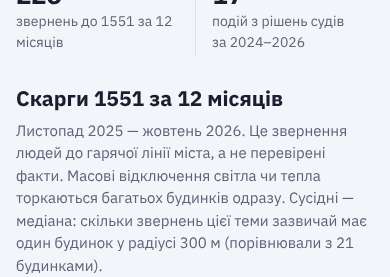 звернень до 1551 за 12
місяців
подій з рішень судів
за 2024–2026
Скарги 1551 за 12 місяців
Листопад 2025 — жовтень 2026. Це звернення
людей до гарячої лінії міста, а не перевірені
факти. Масові відключення світла чи тепла
торкаються багатьох будинків одразу. Сусідні —
медіана: скільки звернень цієї теми зазвичай має
один будинок у радіусі 300 м (порівнювали з 21
будинками).